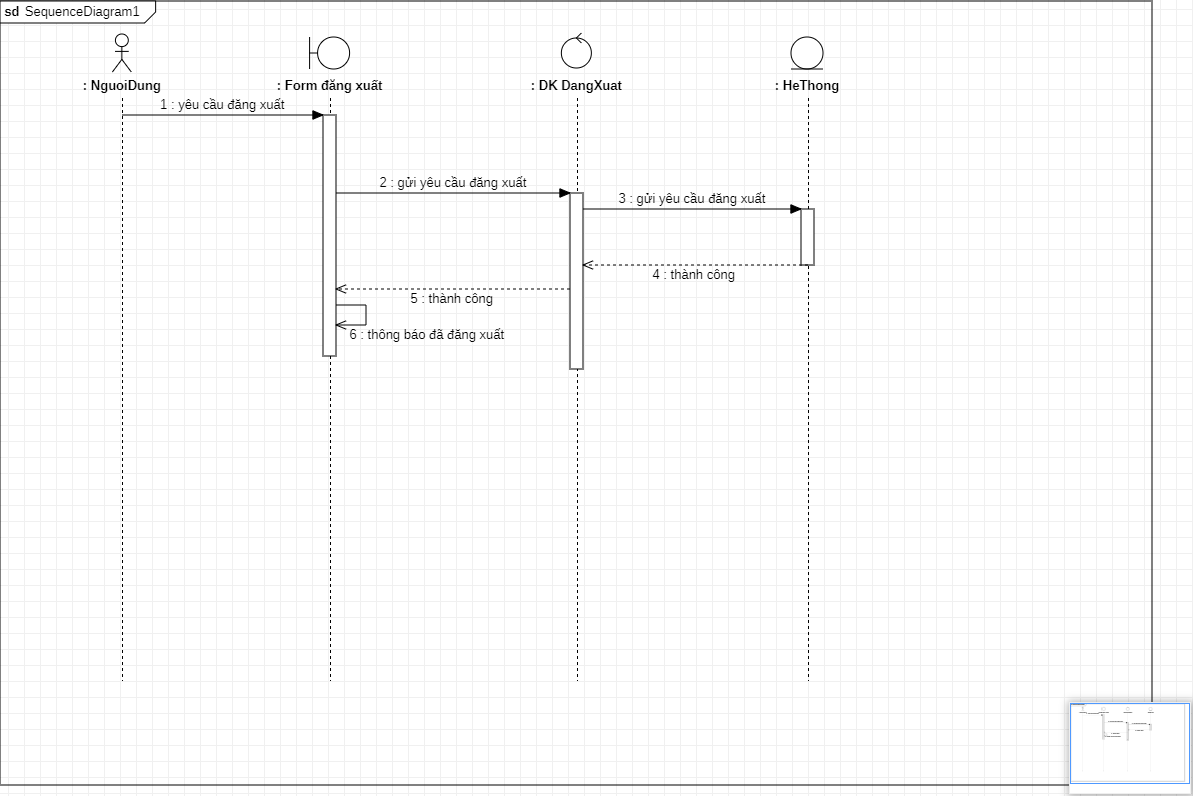 sd SequenceDiagram1
: NguoiDung
: Form đăng xuất
: DK DangXuat
: HeThong
1 : yêu cầu đăng xuất
2 : gửi yêu cầu đăng xuất
3 : gửi yêu cầu đăng xuất
4 : thành công
5 : thành công
6 : thông báo đã đăng xuất